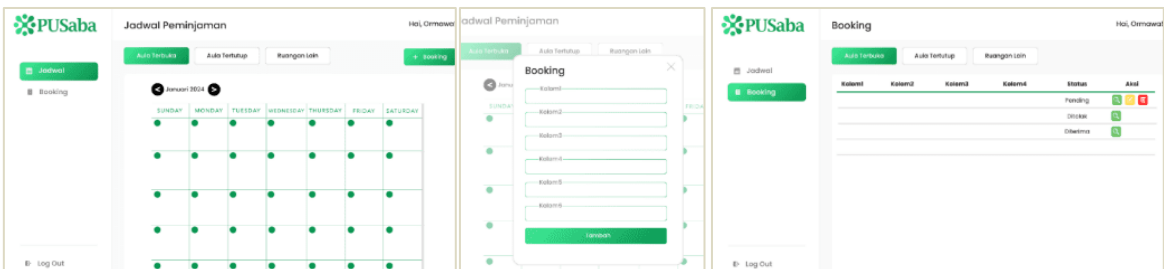 PUSaba
Jadwal Peminjaman
Hai, Ormawa
Aula Terbuka
Aula Tertutup
Ruangan Lain
+ Booking
Jadwal
Booking
Januari 2024
SUNDAY MONDAY TUESDAY WEDNESDAY THURSDAY FRIDAY SATURDAY
Log Out
adwal Peminjaman
Aula Terbuka
Aula Tertutup
Ruangan Lain
Booking
Kolom1
Kolom2
Kolom3
Kolom4
Kolom5
Kolom6
Tambah
PUSaba
Booking
Hai, Ormawa
Aula Terbuka
Aula Tertutup
Ruangan Lain
Jadwal
Booking
Kolom1 Kolom2 Kolom3 Kolom4 Status Aksi
Pending
Ditolak
Diterima
Log Out